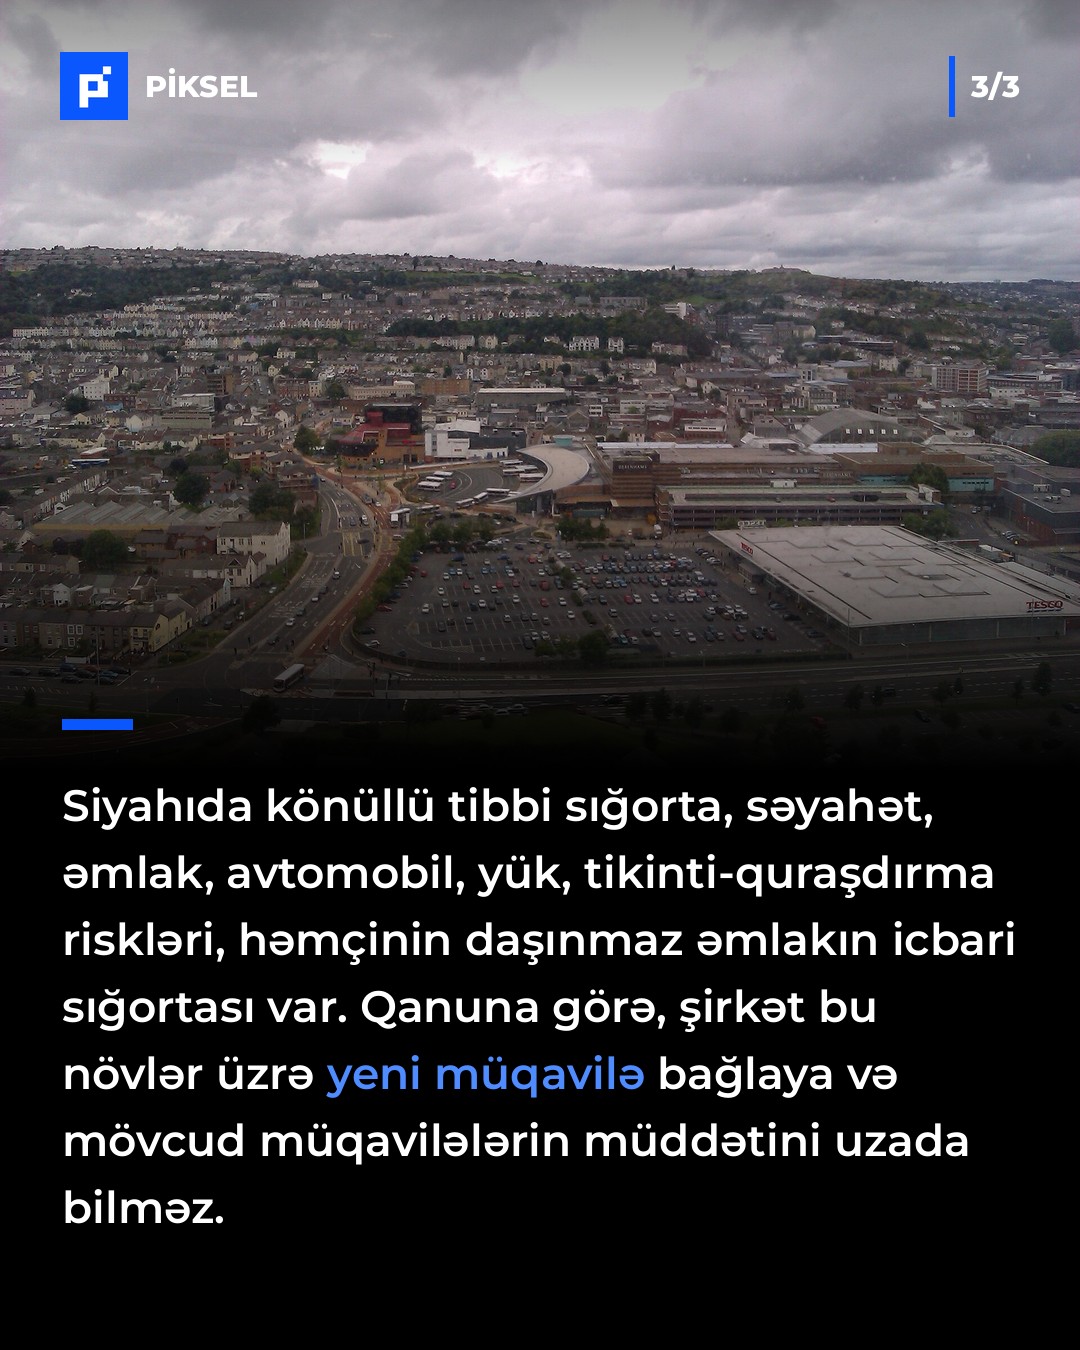 PİKSEL
3/3
TESCO
Siyahıda könüllü tibbi sığorta, səyahət,
əmlak, avtomobil, yük, tikinti-quraşdırma
riskləri, həmçinin daşınmaz əmlakın icbari
sığortası var. Qanuna görə, şirkət bu
növlər üzrə yeni müqavilə bağlaya və
mövcud müqavilələrin müddətini uzada
bilməz.